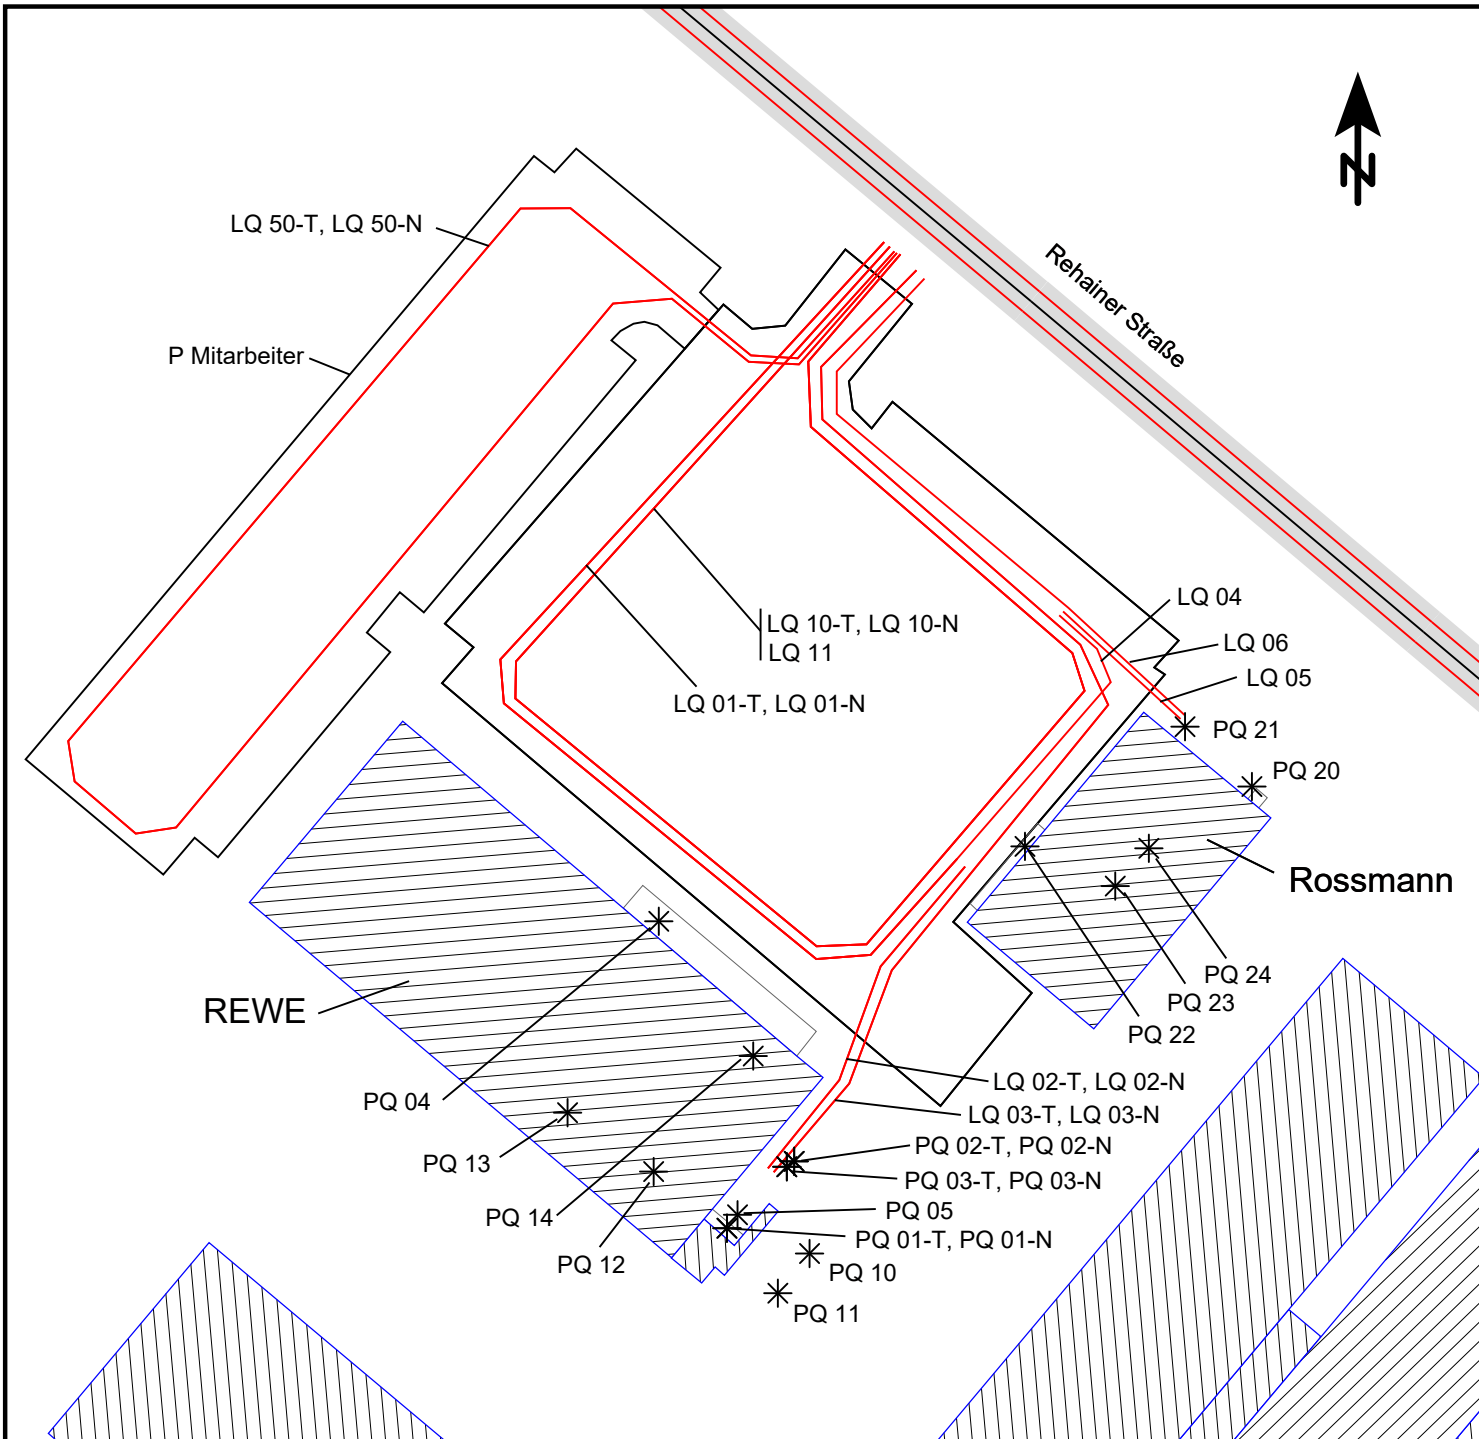 N
LQ 50-T, LQ 50-N
Rehainer Straße
P Mitarbeiter
LQ 04
LQ 10-T, LQ 10-N
LQ 11
LQ 06
LQ 05
LQ 01-T, LQ 01-N
PQ 21
PQ 20
Rossmann
PQ 24
REWE
PQ 23
PQ 22
LQ 02-T, LQ 02-N
PQ 04
LQ 03-T, LQ 03-N
PQ 02-T, PQ 02-N
PQ 13
PQ 03-T, PQ 03-N
PQ 05
PQ 14
PQ 01-T, PQ 01-N
PQ 12
PQ 10
PQ 11